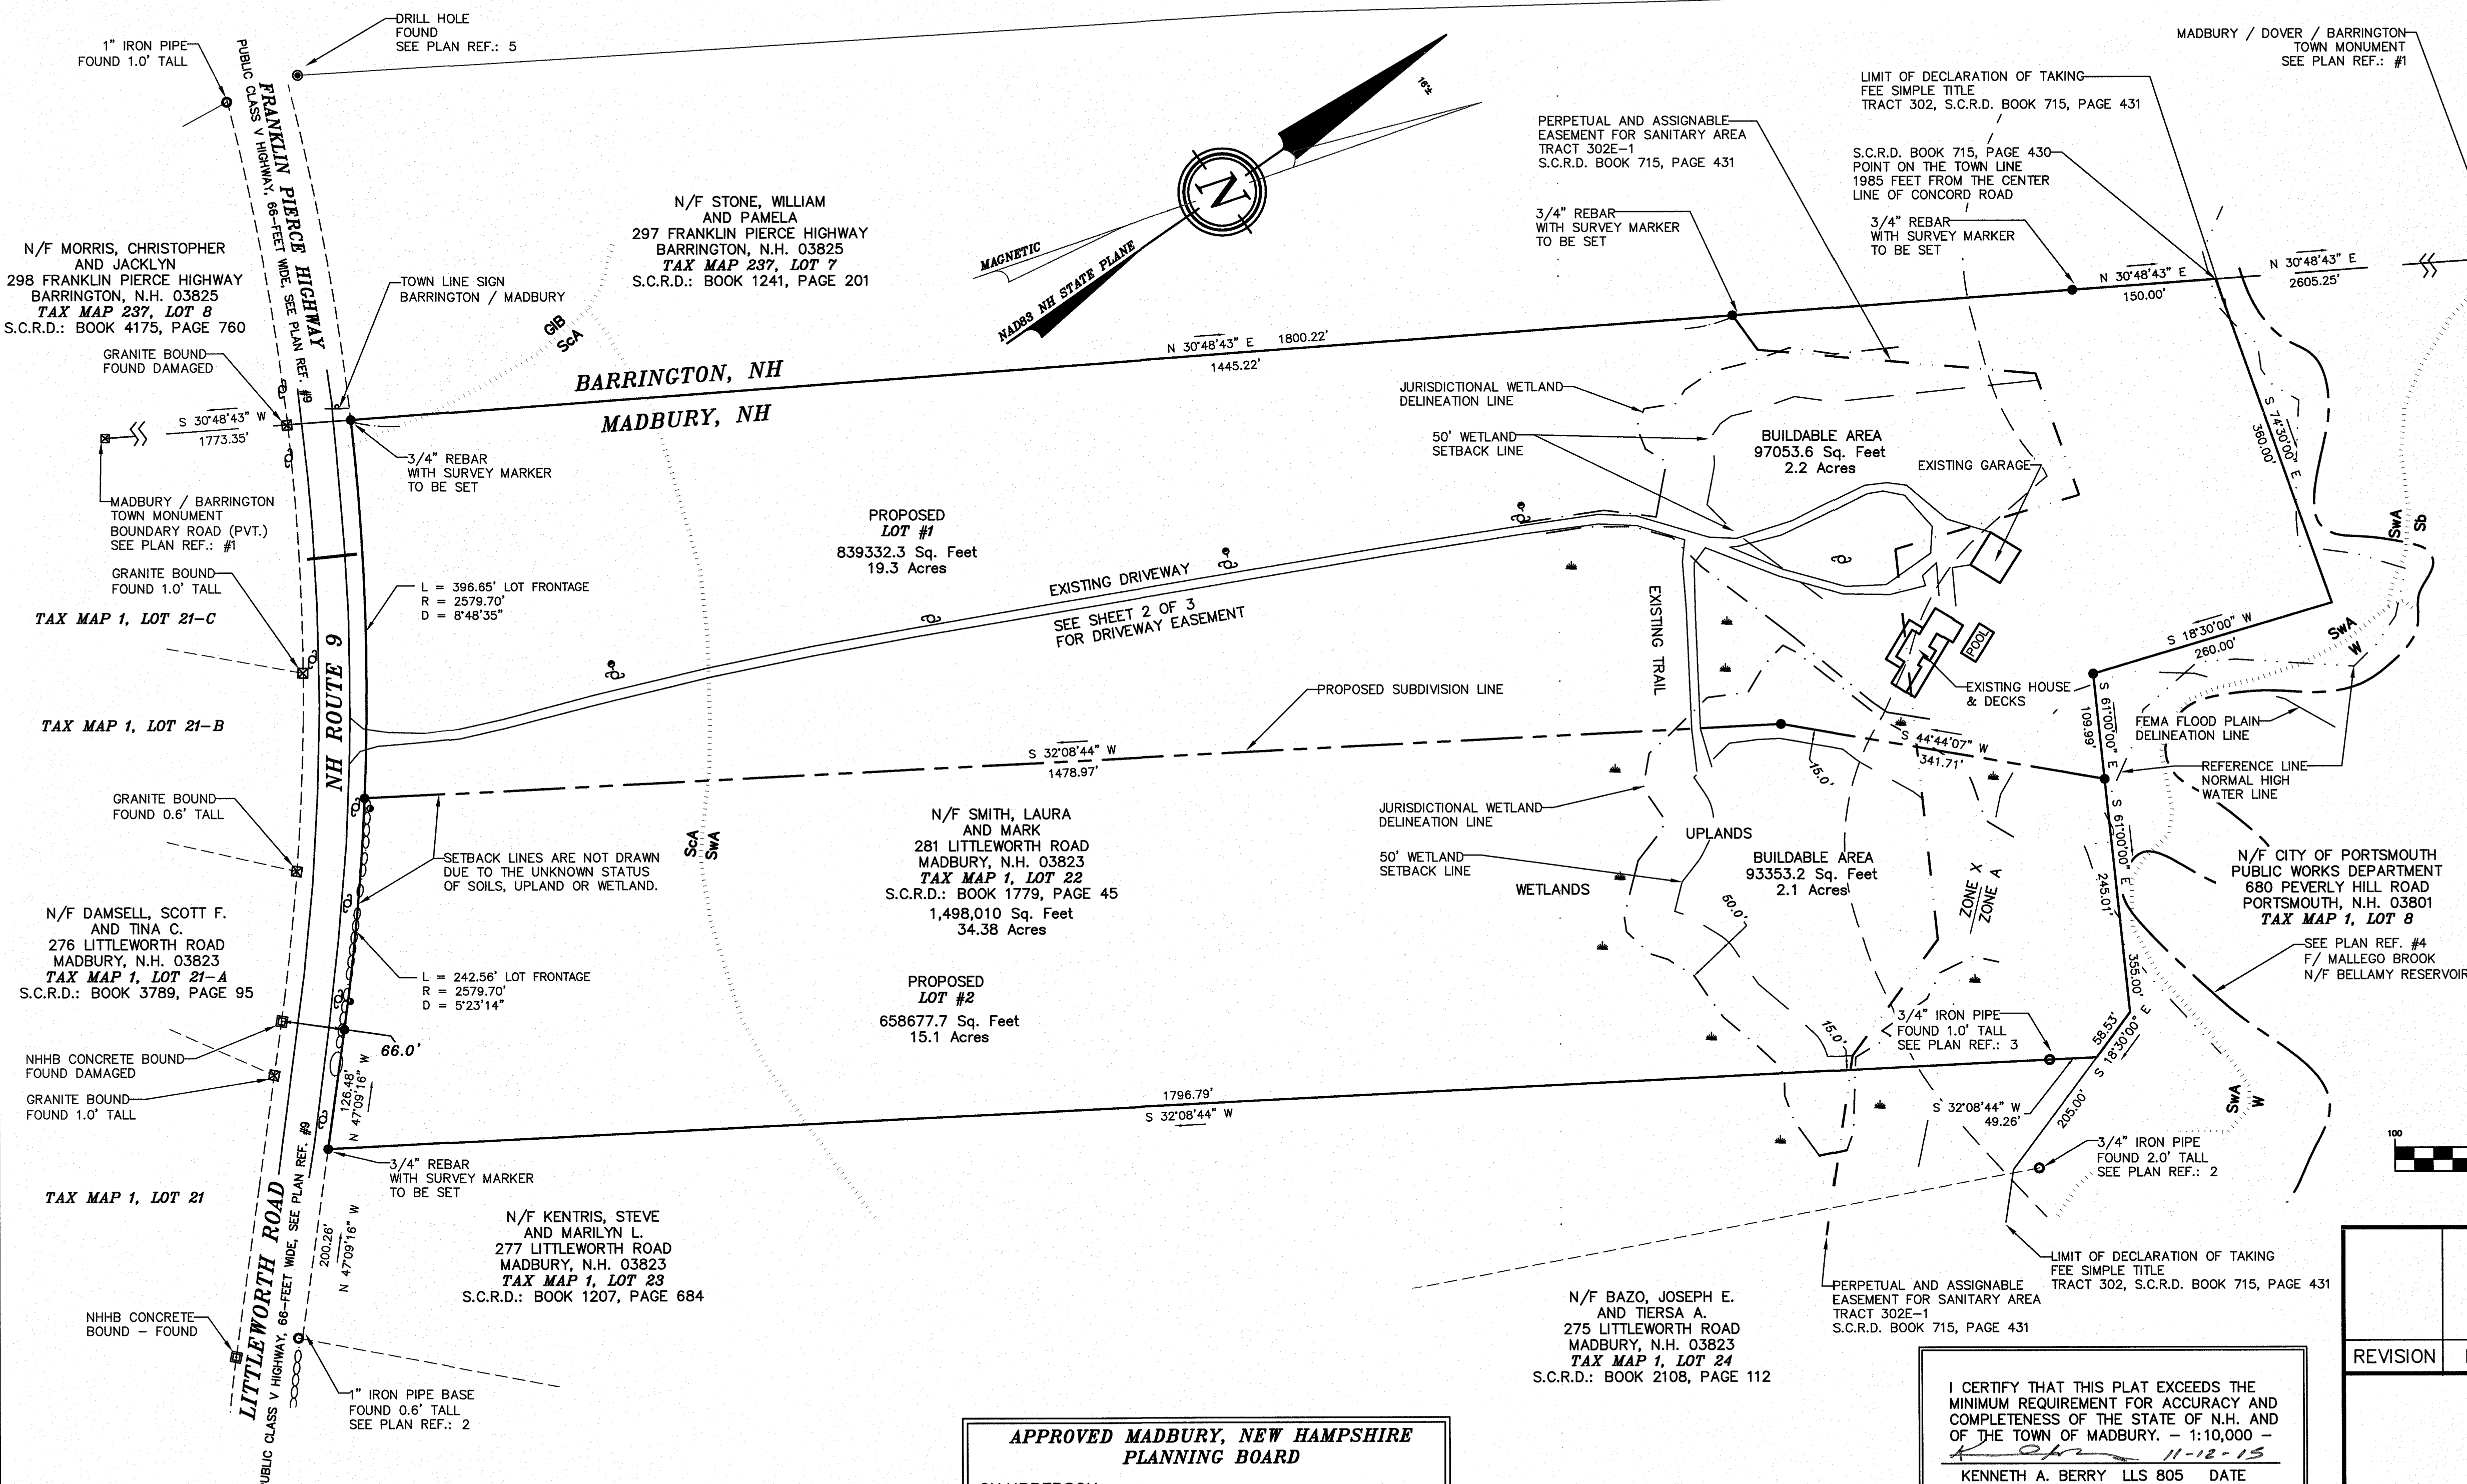 DRILL HOLE
FOUND
SEE PLAN REF.: 5
1" IRON PIPE
FOUND 1.0' TALL
PUBLIC CLASS V HIGHWAY, 66-FEET WIDE, SEE PLAN REF. #9
FRANKLIN PIERCE HIGHWAY
N/F MORRIS, CHRISTOPHER
AND JACKLYN
298 FRANKLIN PIERCE HIGHWAY
BARRINGTON, N.H. 03825
TAX MAP 237, LOT 8
S.C.R.D.: BOOK 4175, PAGE 760
N/F STONE, WILLIAM
AND PAMELA
297 FRANKLIN PIERCE HIGHWAY
BARRINGTON, N.H. 03825
TAX MAP 237, LOT 7
S.C.R.D.: BOOK 1241, PAGE 201
TOWN LINE SIGN
BARRINGTON / MADBURY
GIB
ScA
MAGNETIC
NAD83 NH STATE PLANE
N
16°±
PERPETUAL AND ASSIGNABLE
EASEMENT FOR SANITARY AREA
TRACT 302E-1
S.C.R.D. BOOK 715, PAGE 431
3/4" REBAR
WITH SURVEY MARKER
TO BE SET
MADBURY / DOVER / BARRINGTON
TOWN MONUMENT
SEE PLAN REF.: #1
LIMIT OF DECLARATION OF TAKING
FEE SIMPLE TITLE
TRACT 302, S.C.R.D. BOOK 715, PAGE 431
S.C.R.D. BOOK 715, PAGE 430
POINT ON THE TOWN LINE
1985 FEET FROM THE CENTER
LINE OF CONCORD ROAD
3/4" REBAR
WITH SURVEY MARKER
TO BE SET
N 30°48'43" E
150.00'
N 30°48'43" E
2605.25'
GRANITE BOUND
FOUND DAMAGED
S 30°48'43" W
1773.35'
MADBURY / BARRINGTON
TOWN MONUMENT
BOUNDARY ROAD (PVT.)
SEE PLAN REF.: #1
BARRINGTON, NH
MADBURY, NH
N 30°48'43" E 1800.22'
1445.22'
3/4" REBAR
WITH SURVEY MARKER
TO BE SET
JURISDICTIONAL WETLAND
DELINEATION LINE
50' WETLAND
SETBACK LINE
BUILDABLE AREA
97053.6 Sq. Feet
2.2 Acres
EXISTING GARAGE
S 74°30'00" E
360.00'
SwA
Sb
GRANITE BOUND
FOUND 1.0' TALL
TAX MAP 1, LOT 21-C
L = 396.65' LOT FRONTAGE
R = 2579.70'
D = 8°48'35"
PROPOSED
LOT #1
839332.3 Sq. Feet
19.3 Acres
EXISTING DRIVEWAY
SEE SHEET 2 OF 3
FOR DRIVEWAY EASEMENT
EXISTING TRAIL
POOL
EXISTING HOUSE
& DECKS
S 18°30'00" W
260.00'
SwA
W
NH ROUTE 9
TAX MAP 1, LOT 21-B
PROPOSED SUBDIVISION LINE
S 32°08'44" W
1478.97'
15.0'
S 44°44'07" W
341.71'
S 61°00'00" E
109.99'
FEMA FLOOD PLAIN
DELINEATION LINE
REFERENCE LINE
NORMAL HIGH
WATER LINE
GRANITE BOUND
FOUND 0.6' TALL
SETBACK LINES ARE NOT DRAWN
DUE TO THE UNKNOWN STATUS
OF SOILS, UPLAND OR WETLAND.
ScA
SwA
N/F SMITH, LAURA
AND MARK
281 LITTLEWORTH ROAD
MADBURY, N.H. 03823
TAX MAP 1, LOT 22
S.C.R.D.: BOOK 1779, PAGE 45
1,498,010 Sq. Feet
34.38 Acres
JURISDICTIONAL WETLAND
DELINEATION LINE
50' WETLAND
SETBACK LINE
UPLANDS
WETLANDS
BUILDABLE AREA
93353.2 Sq. Feet
2.1 Acres
50.0'
ZONE X
ZONE A
S 61°00'00" E
245.01'
355.00'
N/F CITY OF PORTSMOUTH
PUBLIC WORKS DEPARTMENT
680 PEVERLY HILL ROAD
PORTSMOUTH, N.H. 03801
TAX MAP 1, LOT 8
SEE PLAN REF. #4
F/ MALLEGO BROOK
N/F BELLAMY RESERVOIR
N/F DAMSELL, SCOTT F.
AND TINA C.
276 LITTLEWORTH ROAD
MADBURY, N.H. 03823
TAX MAP 1, LOT 21-A
S.C.R.D.: BOOK 3789, PAGE 95
L = 242.56' LOT FRONTAGE
R = 2579.70'
D = 5°23'14"
PROPOSED
LOT #2
658677.7 Sq. Feet
15.1 Acres
NHHB CONCRETE BOUND
FOUND DAMAGED
66.0'
GRANITE BOUND
FOUND 1.0' TALL
126.48'
N 47°09'16" W
1796.79'
S 32°08'44" W
15.0'
3/4" IRON PIPE
FOUND 1.0' TALL
SEE PLAN REF.: 3
58.53'
S 18°30'00" E
205.00'
S 32°08'44" W
49.26'
SwA
W
3/4" IRON PIPE
FOUND 2.0' TALL
SEE PLAN REF.: 2
100
3/4" REBAR
WITH SURVEY MARKER
TO BE SET
TAX MAP 1, LOT 21
200.26'
N 47°09'16" W
N/F KENTRIS, STEVE
AND MARILYN L.
277 LITTLEWORTH ROAD
MADBURY, N.H. 03823
TAX MAP 1, LOT 23
S.C.R.D.: BOOK 1207, PAGE 684
LITTLEWORTH ROAD
PUBLIC CLASS V HIGHWAY, 66-FEET WIDE, SEE PLAN REF. #9
NHHB CONCRETE
BOUND - FOUND
1" IRON PIPE BASE
FOUND 0.6' TALL
SEE PLAN REF.: 2
N/F BAZO, JOSEPH E.
AND TIERSA A.
275 LITTLEWORTH ROAD
MADBURY, N.H. 03823
TAX MAP 1, LOT 24
S.C.R.D.: BOOK 2108, PAGE 112
PERPETUAL AND ASSIGNABLE
EASEMENT FOR SANITARY AREA
TRACT 302E-1
S.C.R.D. BOOK 715, PAGE 431
LIMIT OF DECLARATION OF TAKING
FEE SIMPLE TITLE
TRACT 302, S.C.R.D. BOOK 715, PAGE 431
REVISION
APPROVED MADBURY, NEW HAMPSHIRE
PLANNING BOARD
I CERTIFY THAT THIS PLAT EXCEEDS THE
MINIMUM REQUIREMENT FOR ACCURACY AND
COMPLETENESS OF THE STATE OF N.H. AND
OF THE TOWN OF MADBURY. - 1:10,000 -
11-12-15
KENNETH A. BERRY LLS 805 DATE